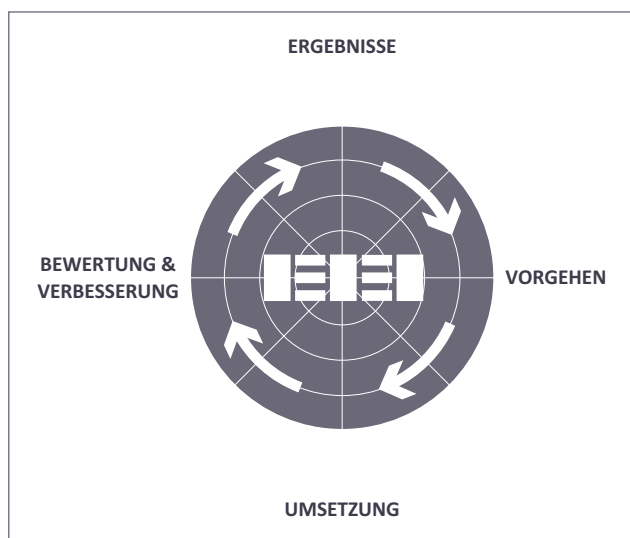 ERGEBNISSE
BEWERTUNG &
VERBESSERUNG
VORGEHEN
UMSETZUNG